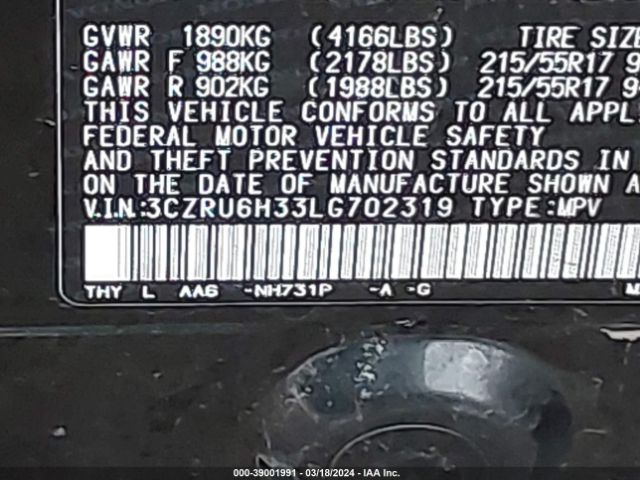 GVWR 1890KG (4166LBS) TIRE SIZE
GAWR F 988KG (2178LBS) 215/55R17 9
GAWR R 902KG (1988LBS) 215/55R17 9
THIS VEHICLE CONFORMS TO ALL APPL
FEDERAL MOTOR VEHICLE SAFETY
AND THEFT PREVENTION STANDARDS IN
ON THE DATE OF MANUFACTURE SHOWN A
V.I.N.:3CZRU6H33LG702319 TYPE:MPV
THY L AA6 -NH731P -A -G M
000-39001991 - 03/18/2024 - IAA Inc.